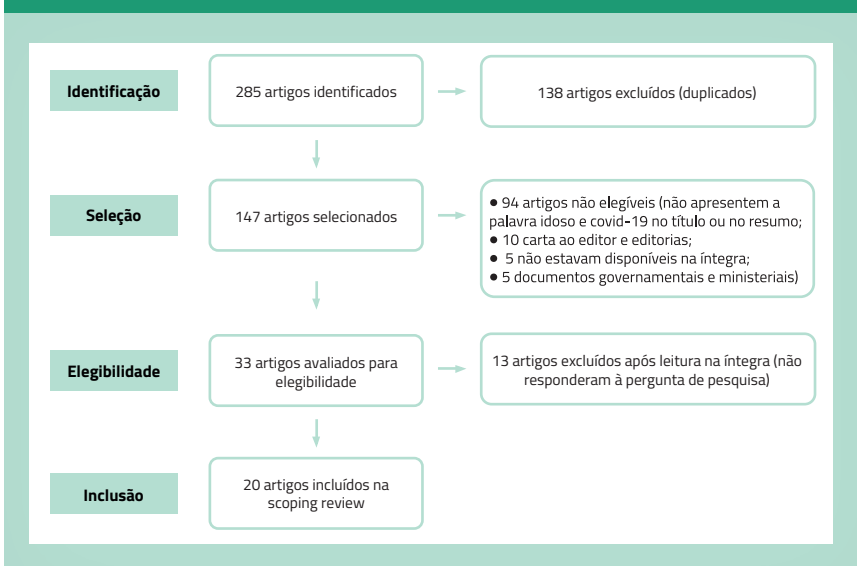 Identificação
285 artigos identificados
138 artigos excluídos (duplicados)
Seleção
147 artigos selecionados
● 94 artigos não elegíveis (não apresentem a
palavra idoso e covid-19 no título ou no resumo;
● 10 carta ao editor e editorias;
● 5 não estavam disponíveis na íntegra;
● 5 documentos governamentais e ministeriais)
Elegibilidade
33 artigos avaliados para
elegibilidade
13 artigos excluídos após leitura na íntegra (não
responderam à pergunta de pesquisa)
Inclusão
20 artigos incluídos na
scoping review